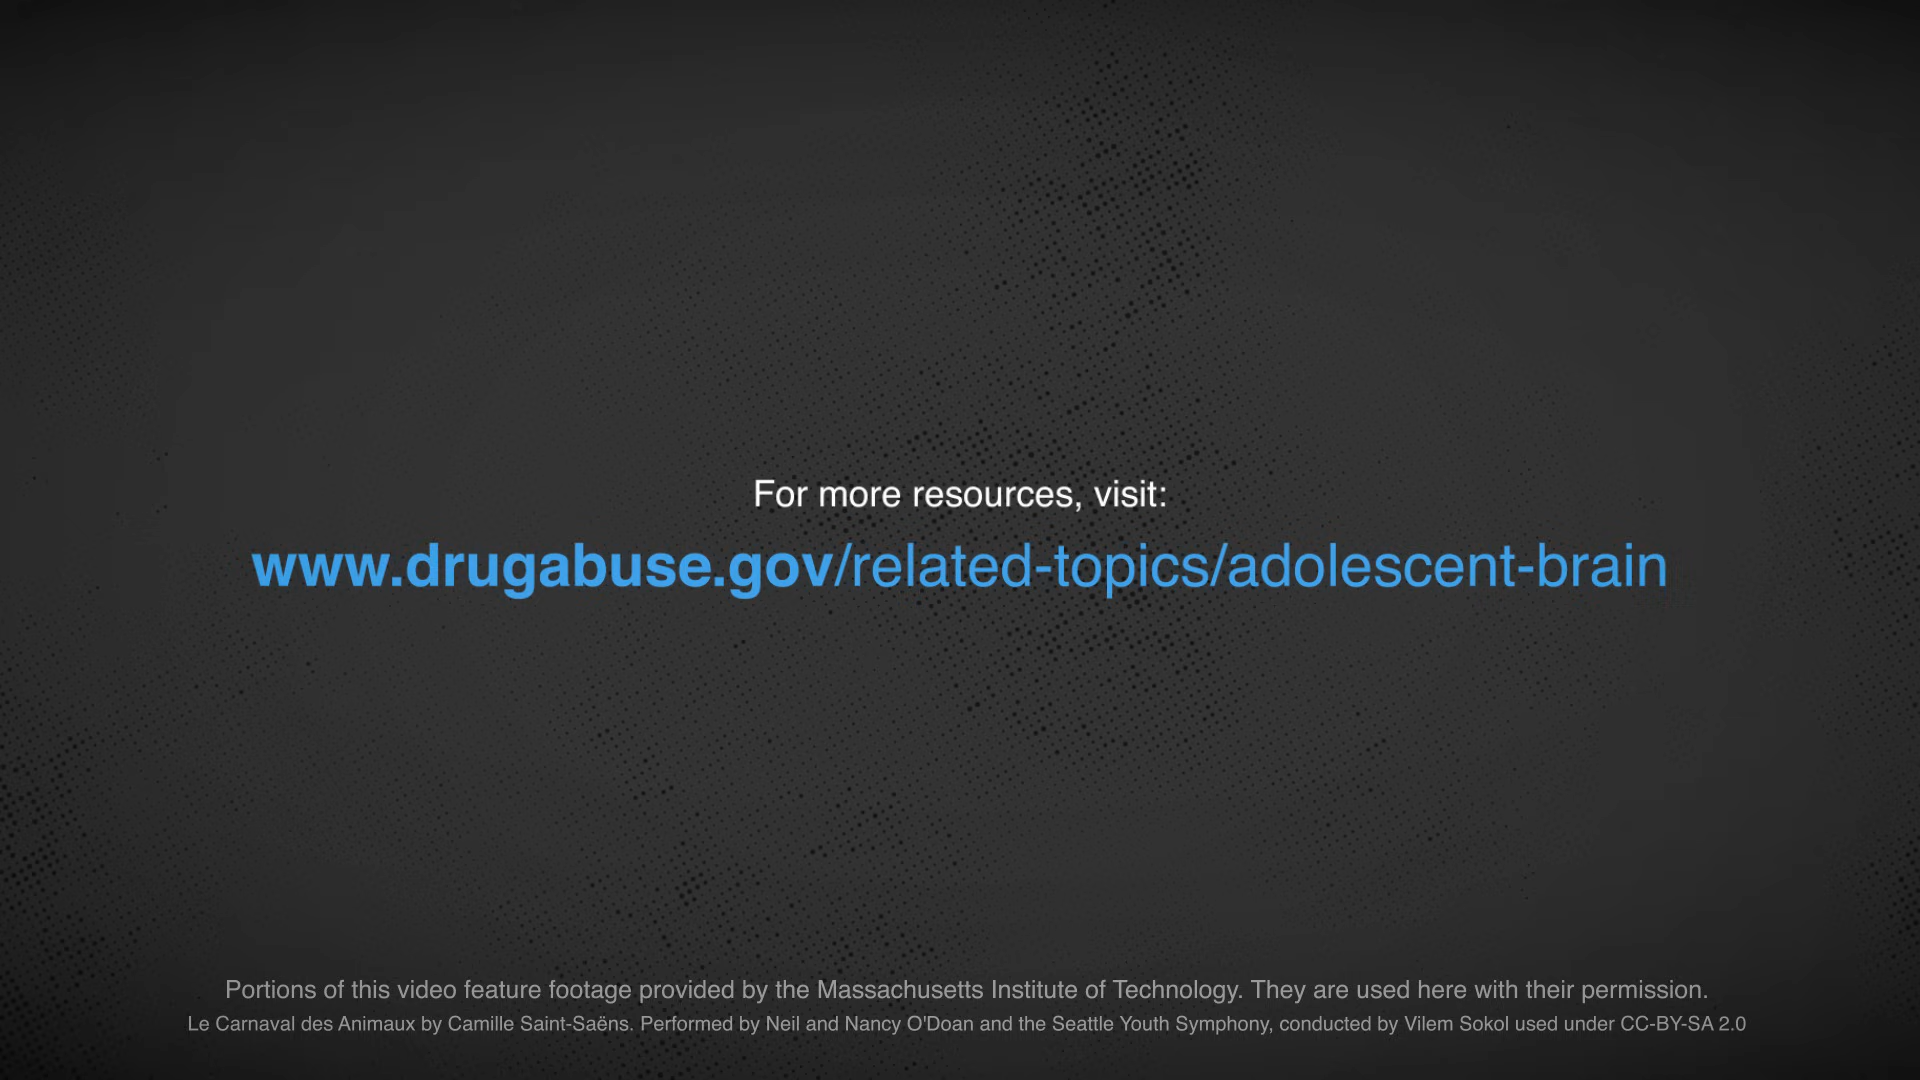 For more resources, visit:
www.drugabuse.gov/related-topics/adolescent-brain
Portions of this video feature footage provided by the Massachusetts Institute of Technology. They are used here with their permission.
Le Carnaval des Animaux by Camille Saint-Saëns. Performed by Neil and Nancy O'Doan and the Seattle Youth Symphony, conducted by Vilem Sokol used under CC-BY-SA 2.0